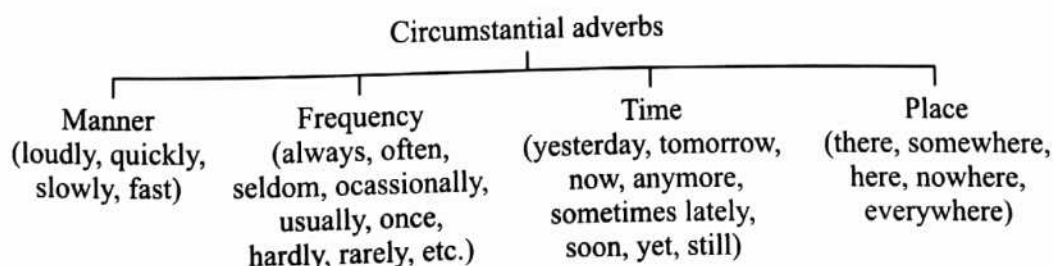 Circumstantial adverbs
Manner
(loudly, quickly,
slowly, fast)
Frequency
(always, often,
seldom, ocassionally,
usually, once,
hardly, rarely, etc.)
Time
(yesterday, tomorrow,
now, anymore,
sometimes lately,
soon, yet, still)
Place
(there, somewhere,
here, nowhere,
everywhere)